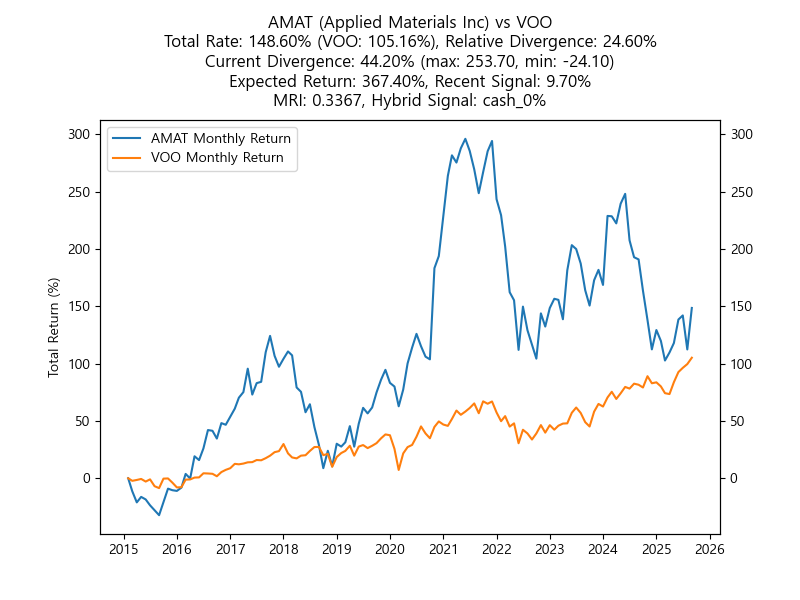 AMAT (Applied Materials Inc) vs VOO
Total Rate: 148.60% (VOO: 105.16%), Relative Divergence: 24.60%
Current Divergence: 44.20% (max: 253.70, min: -24.10)
Expected Return: 367.40%, Recent Signal: 9.70%
MRI: 0.3367, Hybrid Signal: cash_0%
AMAT Monthly Return
VOO Monthly Return
Total Return (%)
300
250
200
150
100
50
0
300
250
200
150
100
50
0
2015 2016 2017 2018 2019 2020 2021 2022 2023 2024 2025 2026